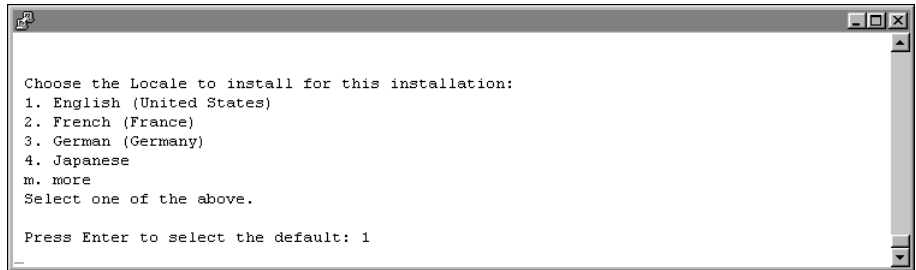 Choose the Locale to install for this installation:
1. English (United States)
2. French (France)
3. German (Germany)
4. Japanese
m. more
Select one of the above.
Press Enter to select the default: 1